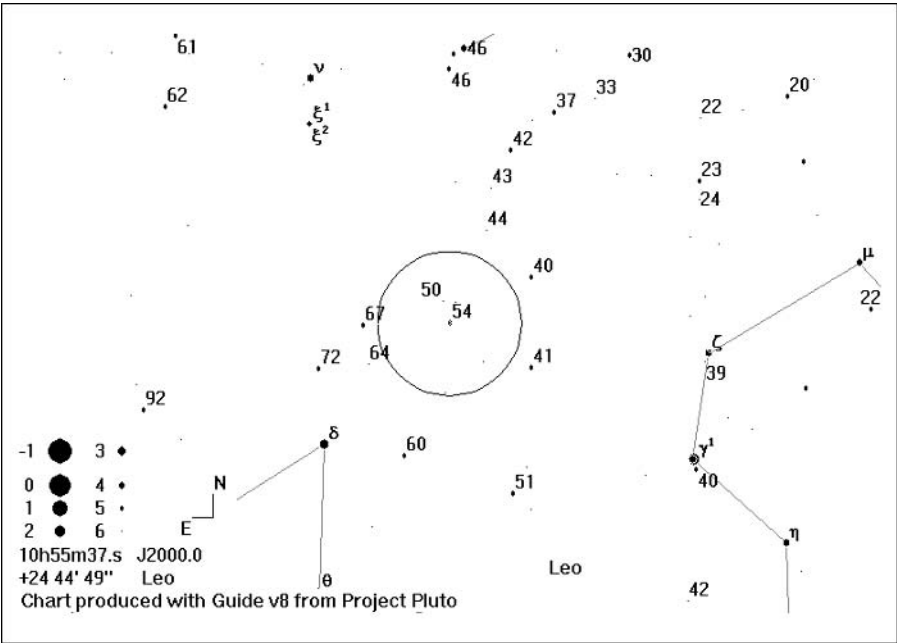 61
ν
46
30
46
62
20
37
33
ξ1
22
ξ2
42
43
23
24
44
μ
40
50
22
54
67
ζ
64
72
41
39
92
δ
-1 3
60
γ1
40
N
0 4
51
1 5
E
2 6
η
10h55m37.s J2000.0
Leo
+24 44' 49" Leo
θ
42
Chart produced with Guide v8 from Project Pluto